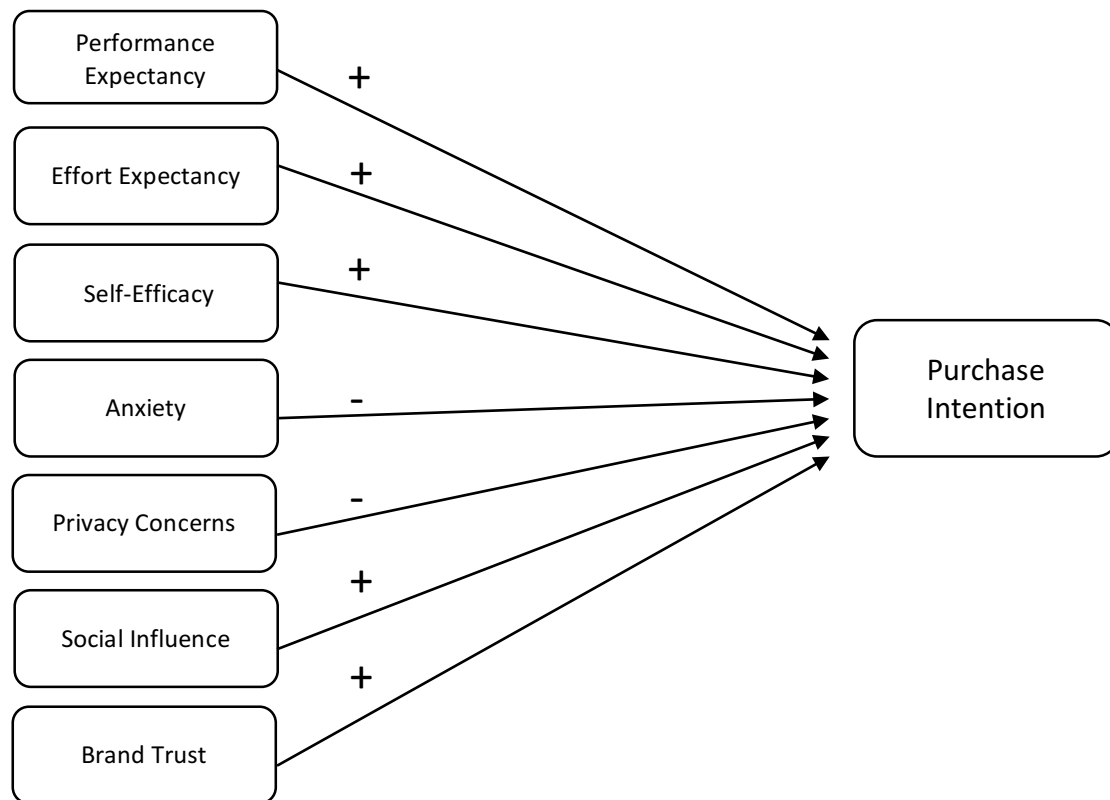 Performance
Expectancy
+
Effort Expectancy
+
Self-Efficacy
+
Anxiety
-
Privacy Concerns
-
Social Influence
+
Brand Trust
+
Purchase
Intention